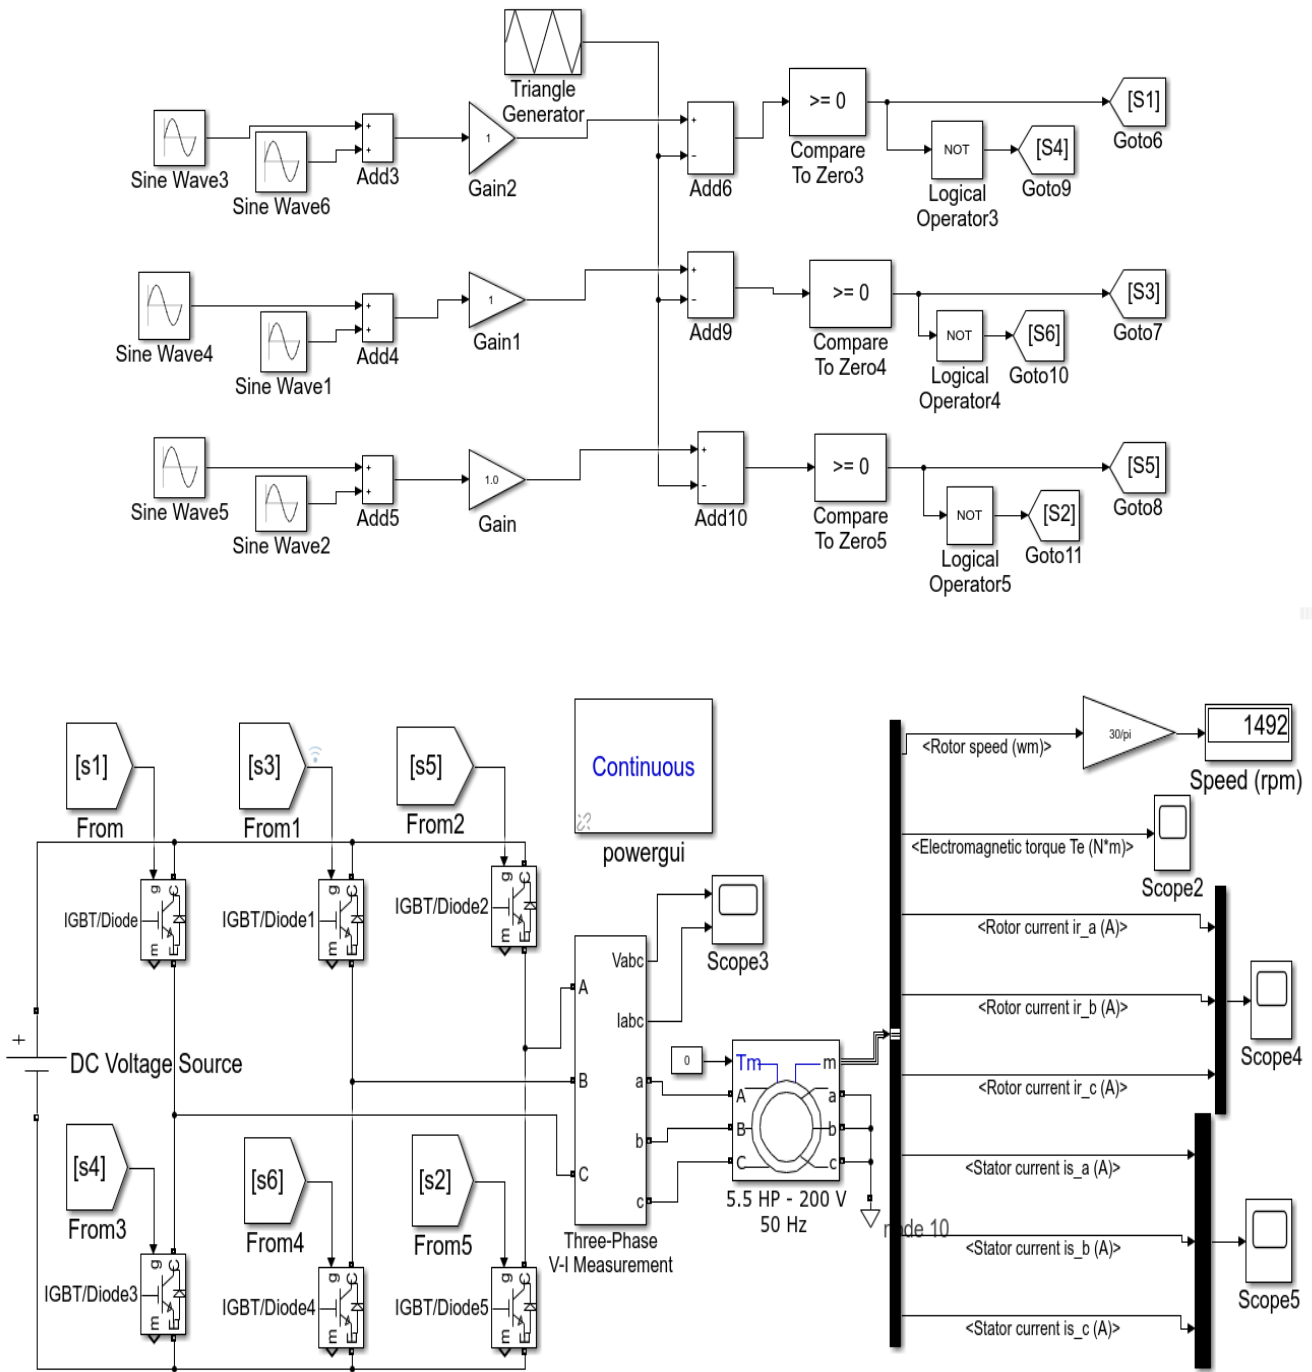 Triangle
Generator
>= 0
[S1]
Sine Wave3
Sine Wave6
+
+
Add3
1
Gain2
+
−
Add6
Compare
To Zero3
NOT
Logical
Operator3
[S4]
Goto9
Goto6
Sine Wave4
Sine Wave1
+
+
Add4
1
Gain1
+
−
Add9
>= 0
Compare
To Zero4
NOT
Logical
Operator4
[S6]
Goto10
[S3]
Goto7
Sine Wave5
Sine Wave2
+
+
Add5
1.0
Gain
+
−
Add10
>= 0
Compare
To Zero5
NOT
Logical
Operator5
[S2]
Goto11
[S5]
Goto8
[s1]
From
[s3]
From1
[s5]
From2
Continuous
powergui
<Rotor speed (wm)>
30/pi
1492
Speed (rpm)
<Electromagnetic torque Te (N*m)>
Scope2
g C
IGBT/Diode
m E
g C
IGBT/Diode1
m E
g C
IGBT/Diode2
m E
Scope3
Vabc
A
Iabc
B
a
b
C
c
Three-Phase
V-I Measurement
<Rotor current ir_a (A)>
<Rotor current ir_b (A)>
<Rotor current ir_c (A)>
Scope4
+
DC Voltage Source
0
Tm
m
A
a
B
b
C
c
5.5 HP - 200 V
50 Hz
node 10
<Stator current is_a (A)>
<Stator current is_b (A)>
<Stator current is_c (A)>
Scope5
[s4]
From3
[s6]
From4
[s2]
From5
g C
IGBT/Diode3
m E
g C
IGBT/Diode4
m E
g C
IGBT/Diode5
m E